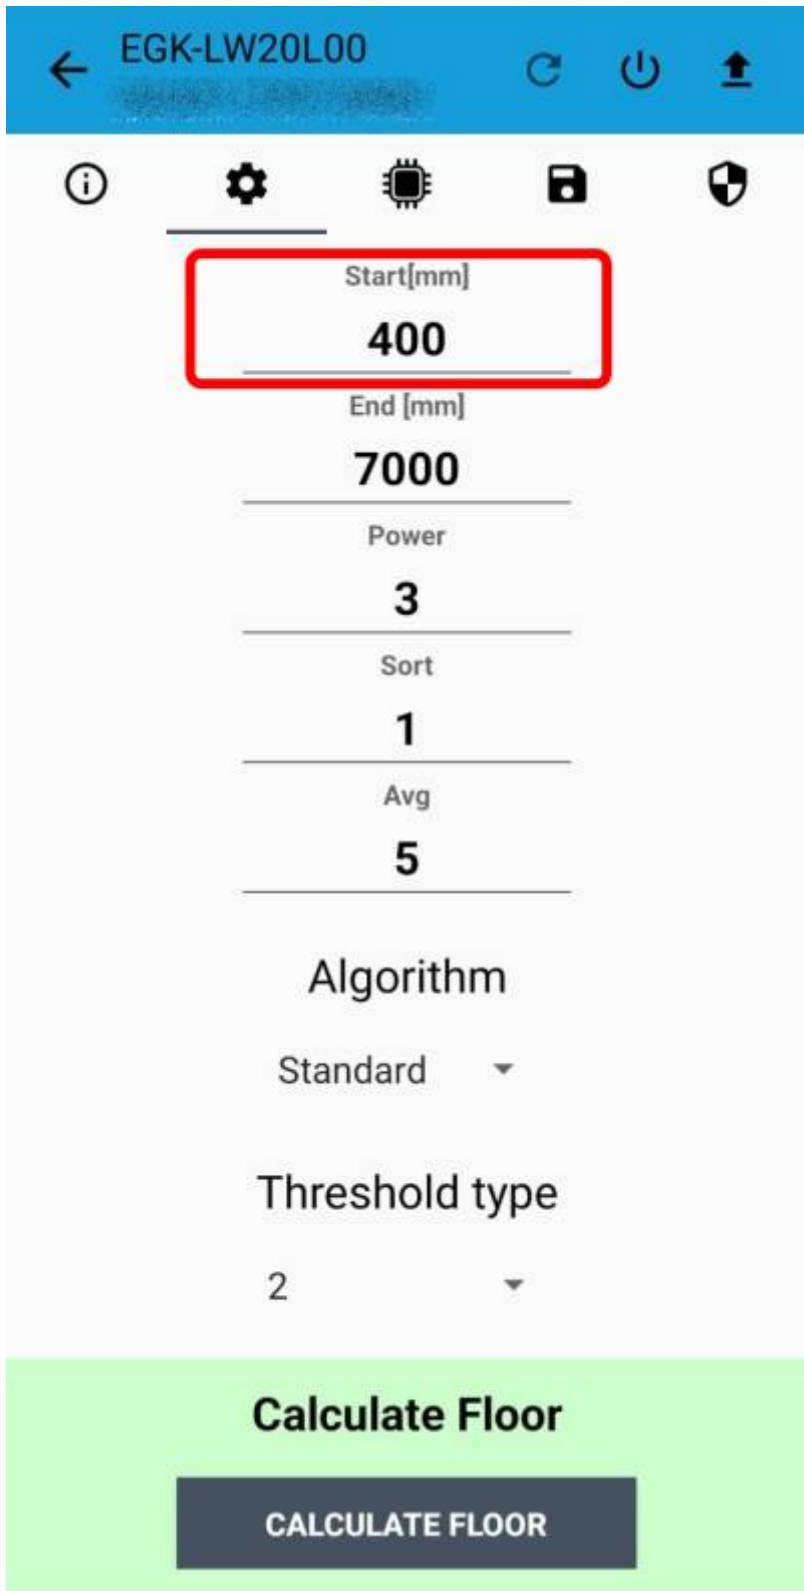 EGK-LW20L00
Start[mm]
400
End [mm]
7000
Power
3
Sort
1
Avg
5
Algorithm
Standard
Threshold type
2
Calculate Floor
CALCULATE FLOOR